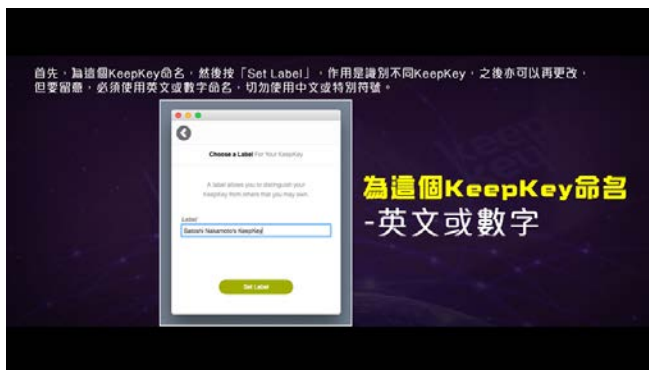 首先，為這個KeepKey命名，然後按「Set Label」，作用是識別不同KeepKey，之後亦可以再更改，
但要留意，必須使用英文或數字命名，切勿使用中文或特別符號。
Choose a Label For Your KeepKey
A label allows you to distinguish your
KeepKey from others that you may own.
Label
Satoshi Nakamoto's KeepKey
Set Label
為這個KeepKey命名
-英文或數字